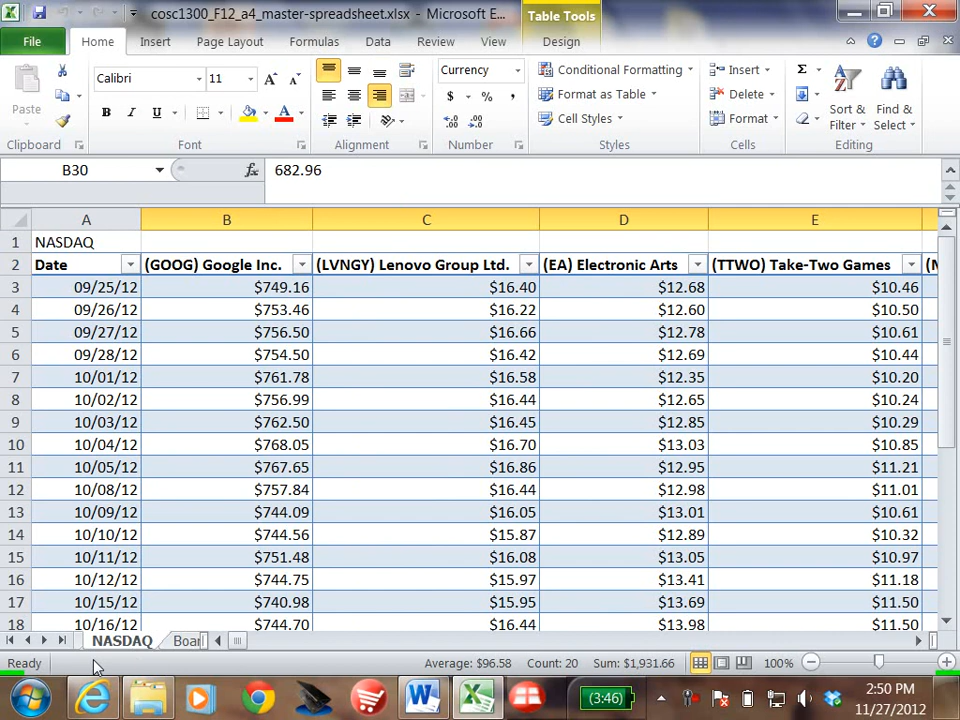 cosc1300_F12_a4_master-spreadsheet.xlsx - Microsoft E...
Table Tools
File Home Insert Page Layout Formulas Data Review View Design
Paste
Calibri 11
B I U
Currency
$ % ,
Conditional Formatting
Format as Table
Cell Styles
Insert
Delete
Format
Sort & Filter
Find & Select
Clipboard Font Alignment Number Styles Cells Editing
B30 fx 682.96
A B C D E
1 NASDAQ
2 Date (GOOG) Google Inc. (LVNGY) Lenovo Group Ltd. (EA) Electronic Arts (TTWO) Take-Two Games
3 09/25/12 $749.16 $16.40 $12.68 $10.46
4 09/26/12 $753.46 $16.22 $12.60 $10.50
5 09/27/12 $756.50 $16.66 $12.78 $10.61
6 09/28/12 $754.50 $16.42 $12.69 $10.44
7 10/01/12 $761.78 $16.58 $12.35 $10.20
8 10/02/12 $756.99 $16.44 $12.65 $10.24
9 10/03/12 $762.50 $16.45 $12.85 $10.29
10 10/04/12 $768.05 $16.70 $13.03 $10.85
11 10/05/12 $767.65 $16.86 $12.95 $11.21
12 10/08/12 $757.84 $16.44 $12.98 $11.01
13 10/09/12 $744.09 $16.05 $13.01 $10.61
14 10/10/12 $744.56 $15.87 $12.89 $10.32
15 10/11/12 $751.48 $16.08 $13.05 $10.97
16 10/12/12 $744.75 $15.97 $13.41 $11.18
17 10/15/12 $740.98 $15.95 $13.69 $11.50
18 10/16/12 $744.70 $16.44 $13.98 $11.50
NASDAQ Boar
Ready Average: $96.58 Count: 20 Sum: $1,931.66 100%
(3:46)
2:50 PM
11/27/2012